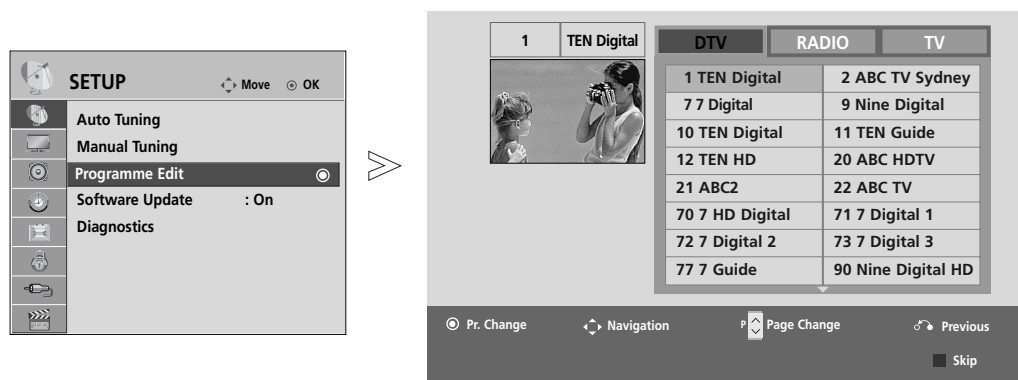 SETUP
Move OK
Auto Tuning
Manual Tuning
Programme Edit
Software Update : On
Diagnostics
1 TEN Digital
DTV RADIO TV
1 TEN Digital 2 ABC TV Sydney
7 7 Digital 9 Nine Digital
10 TEN Digital 11 TEN Guide
12 TEN HD 20 ABC HDTV
21 ABC2 22 ABC TV
70 7 HD Digital 71 7 Digital 1
72 7 Digital 2 73 7 Digital 3
77 7 Guide 90 Nine Digital HD
Pr. Change Navigation P Page Change Previous
Skip